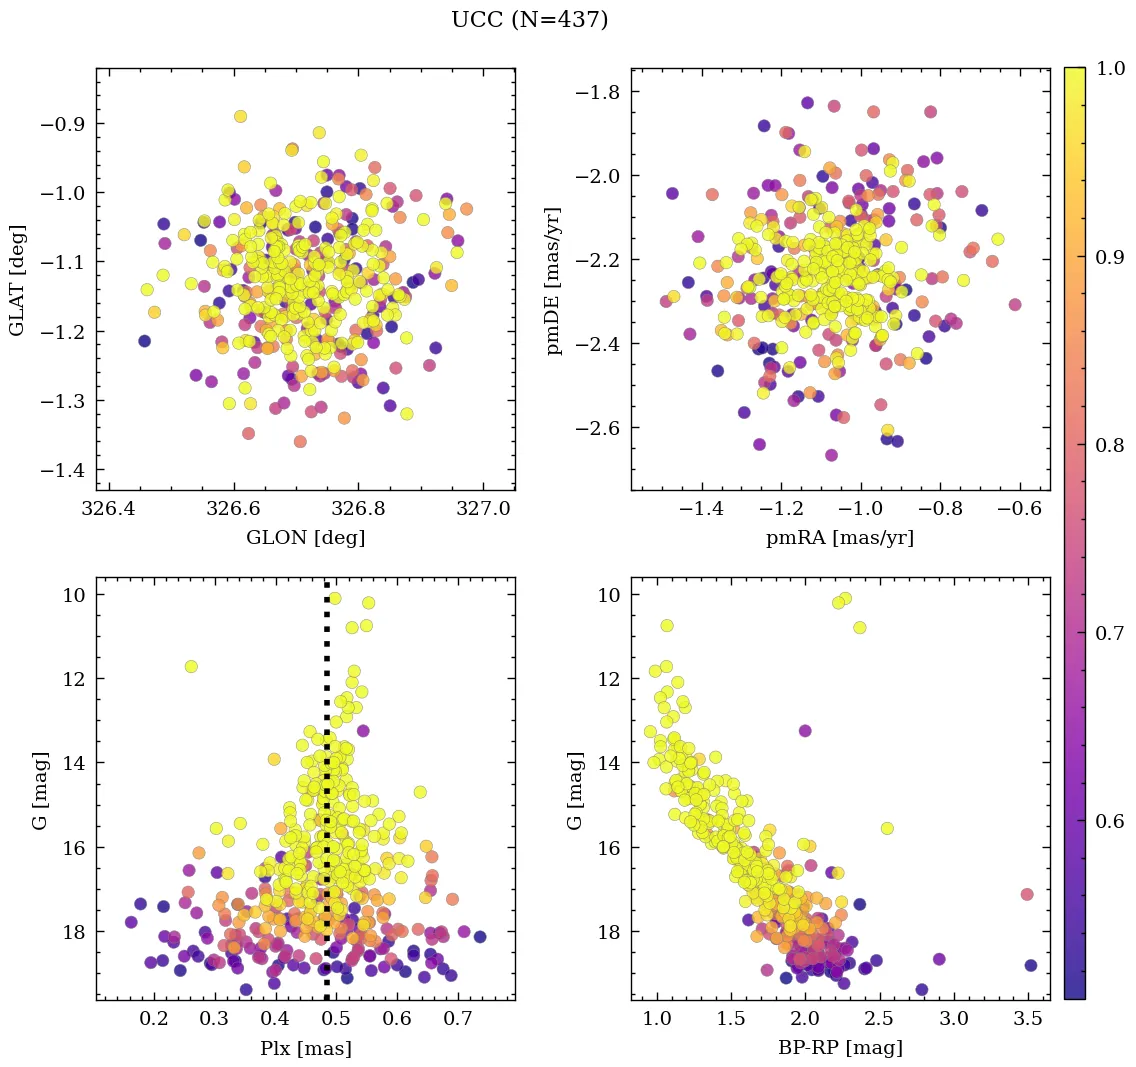 UCC (N=437)
−0.9
−1.0
−1.1
−1.2
−1.3
−1.4
GLAT [deg]
326.4 326.6 326.8 327.0
GLON [deg]
−1.8
−2.0
−2.2
−2.4
−2.6
pmDE [mas/yr]
−1.4 −1.2 −1.0 −0.8 −0.6
pmRA [mas/yr]
10
12
14
16
18
G [mag]
0.2 0.3 0.4 0.5 0.6 0.7
Plx [mas]
10
12
14
16
18
G [mag]
1.0 1.5 2.0 2.5 3.0 3.5
BP-RP [mag]
1.0
0.9
0.8
0.7
0.6